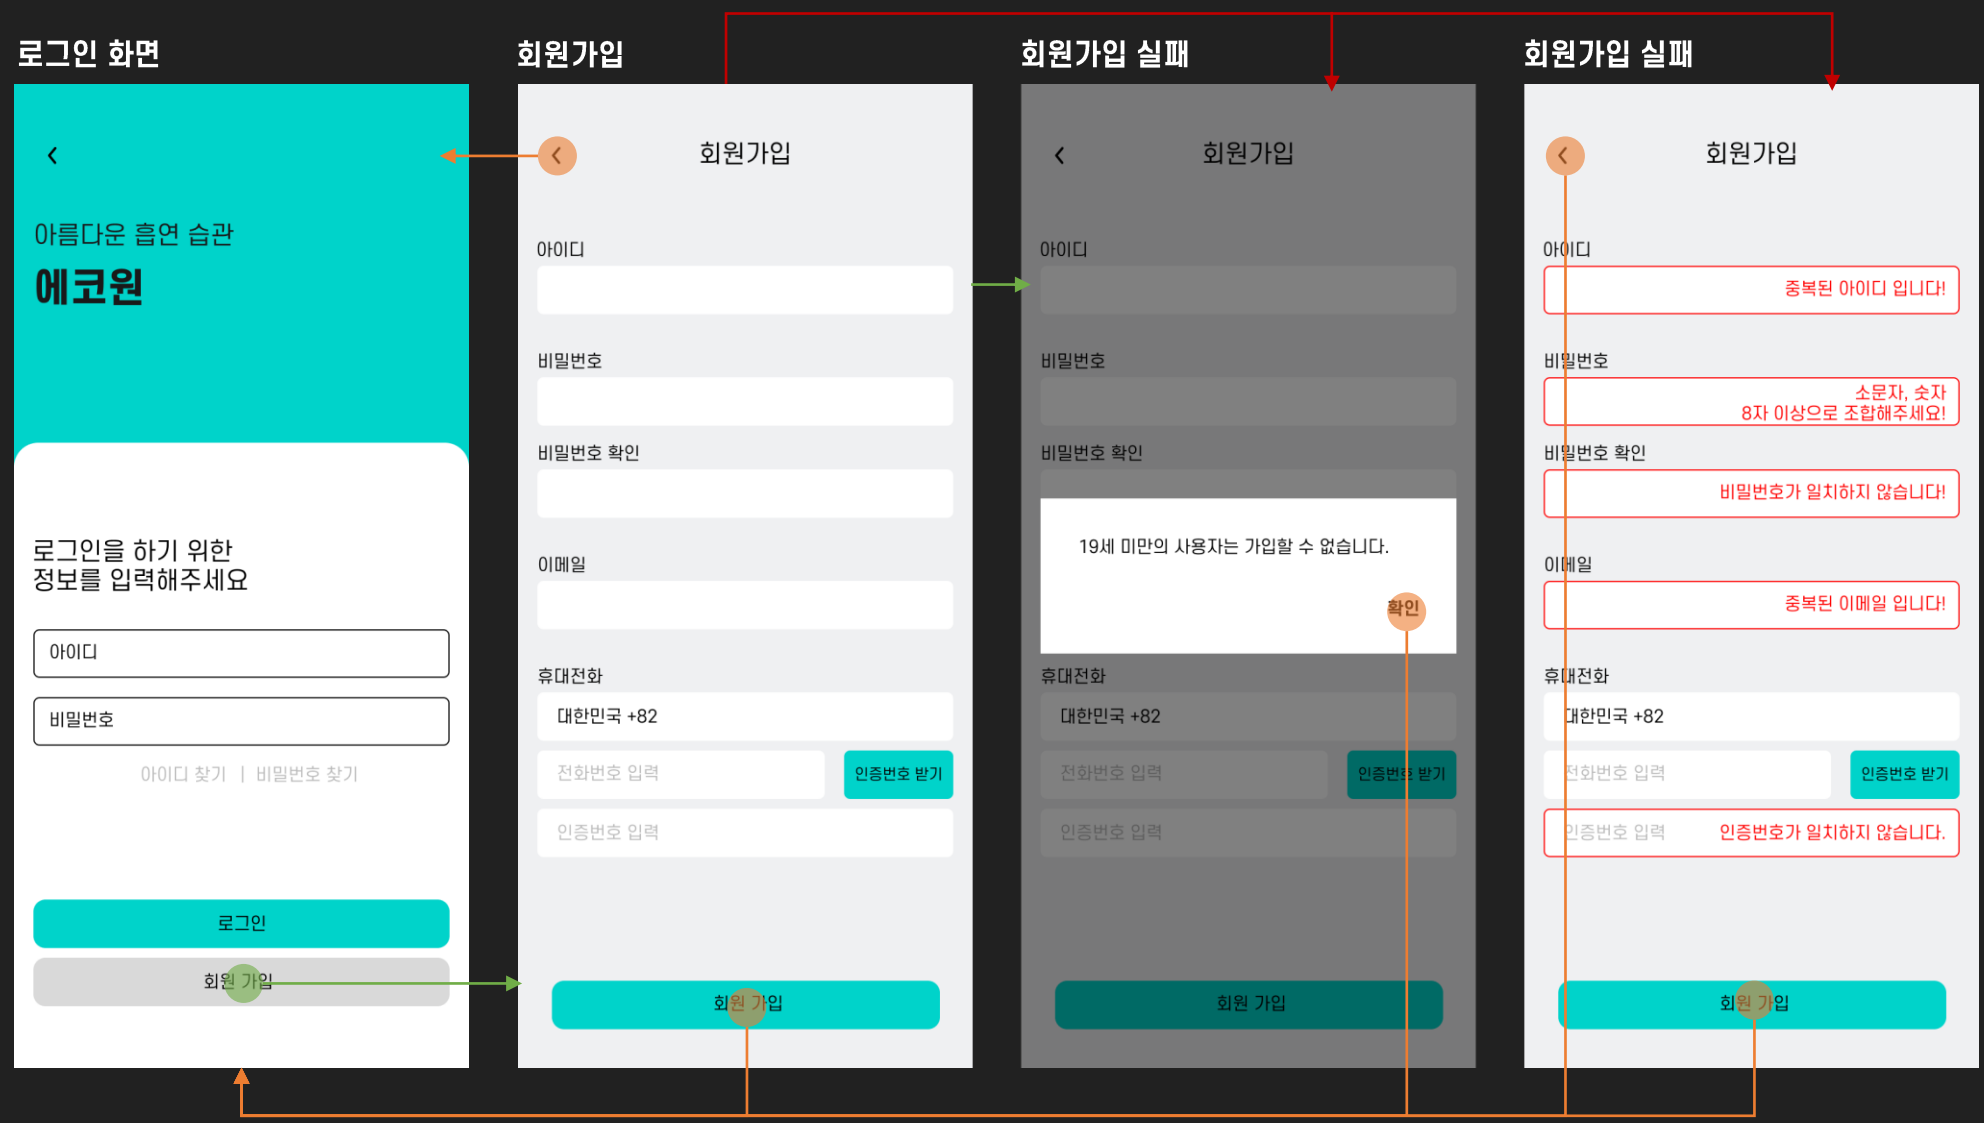 로그인 화면
아름다운 흡연 습관
에코원
로그인을 하기 위한
정보를 입력해주세요
아이디
비밀번호
아이디 찾기 | 비밀번호 찾기
로그인
회원 가입
회원가입
회원가입
아이디
비밀번호
비밀번호 확인
이메일
휴대전화
대한민국 +82
전화번호 입력
인증번호 받기
인증번호 입력
회원 가입
회원가입 실패
회원가입
아이디
비밀번호
비밀번호 확인
19세 미만의 사용자는 가입할 수 없습니다.
확인
휴대전화
대한민국 +82
전화번호 입력
인증번호 받기
인증번호 입력
회원 가입
회원가입 실패
회원가입
아이디
중복된 아이디 입니다!
비밀번호
소문자, 숫자
8자 이상으로 조합해주세요!
비밀번호 확인
비밀번호가 일치하지 않습니다!
이메일
중복된 이메일 입니다!
휴대전화
대한민국 +82
전화번호 입력
인증번호 받기
인증번호 입력
인증번호가 일치하지 않습니다.
회원 가입